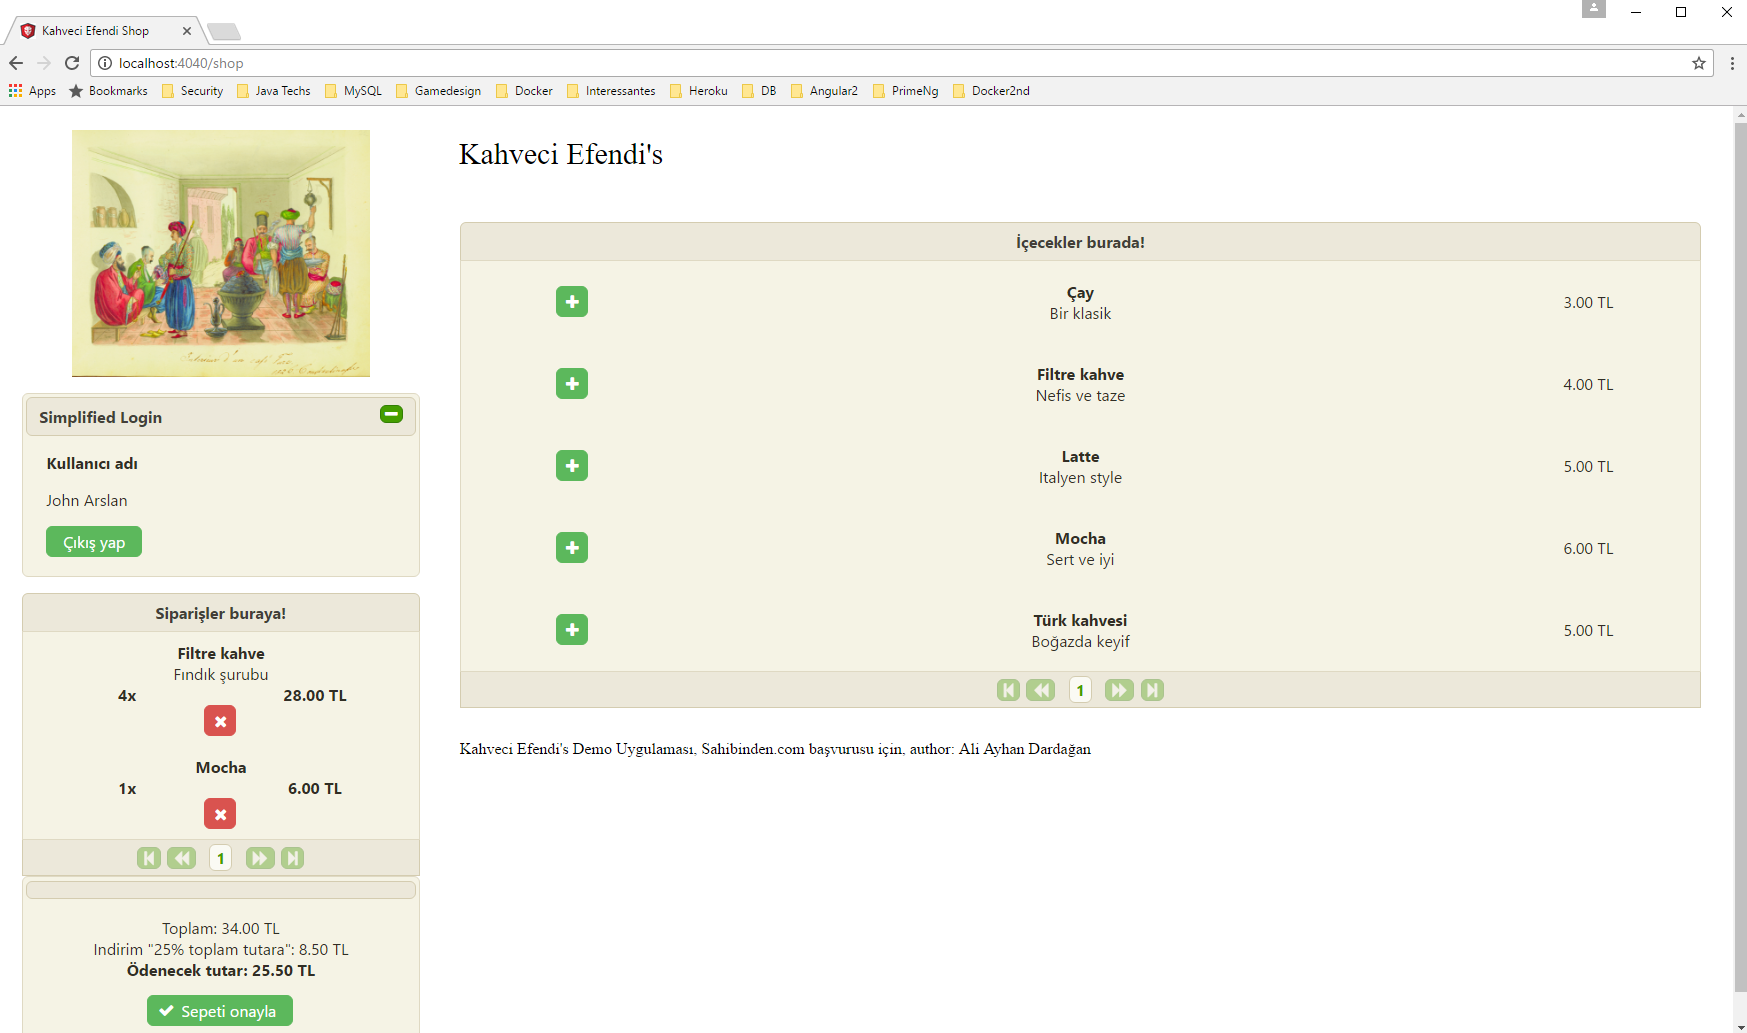 Kahveci Efendi Shop
localhost:4040/shop
Apps Bookmarks Security Java Techs MySQL Gamedesign Docker Interessantes Heroku DB Angular2 PrimeNg Docker2nd
Kahveci Efendi's
Simplified Login
Kullanıcı adı
John Arslan
Çıkış yap
Siparişler buraya!
Filtre kahve
Fındık şurubu
4x 28.00 TL
Mocha
1x 6.00 TL
1
Toplam: 34.00 TL
Indirim "25% toplam tutara": 8.50 TL
Ödenecek tutar: 25.50 TL
Sepeti onayla
İçecekler burada!
Çay
Bir klasik
3.00 TL
Filtre kahve
Nefis ve taze
4.00 TL
Latte
Italyen style
5.00 TL
Mocha
Sert ve iyi
6.00 TL
Türk kahvesi
Boğazda keyif
5.00 TL
1
Kahveci Efendi's Demo Uygulaması, Sahibinden.com başvurusu için, author: Ali Ayhan Dardağan